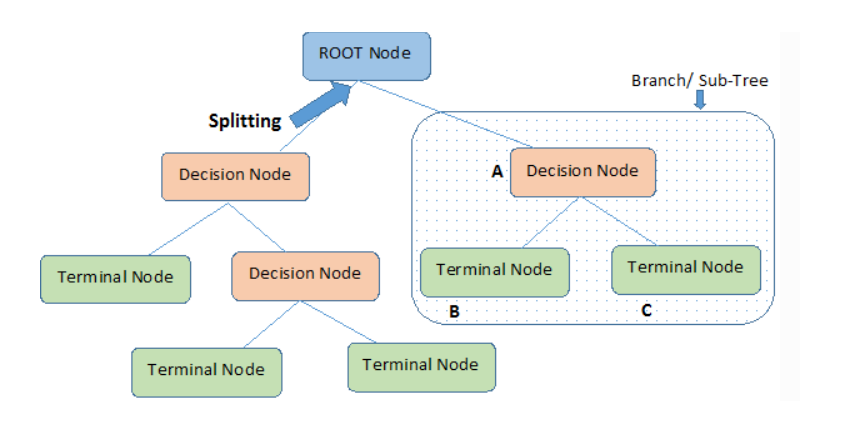 ROOT Node
Branch/ Sub-Tree
Splitting
Decision Node
A
Decision Node
Terminal Node
Decision Node
Terminal Node
Terminal Node
B
C
Terminal Node
Terminal Node